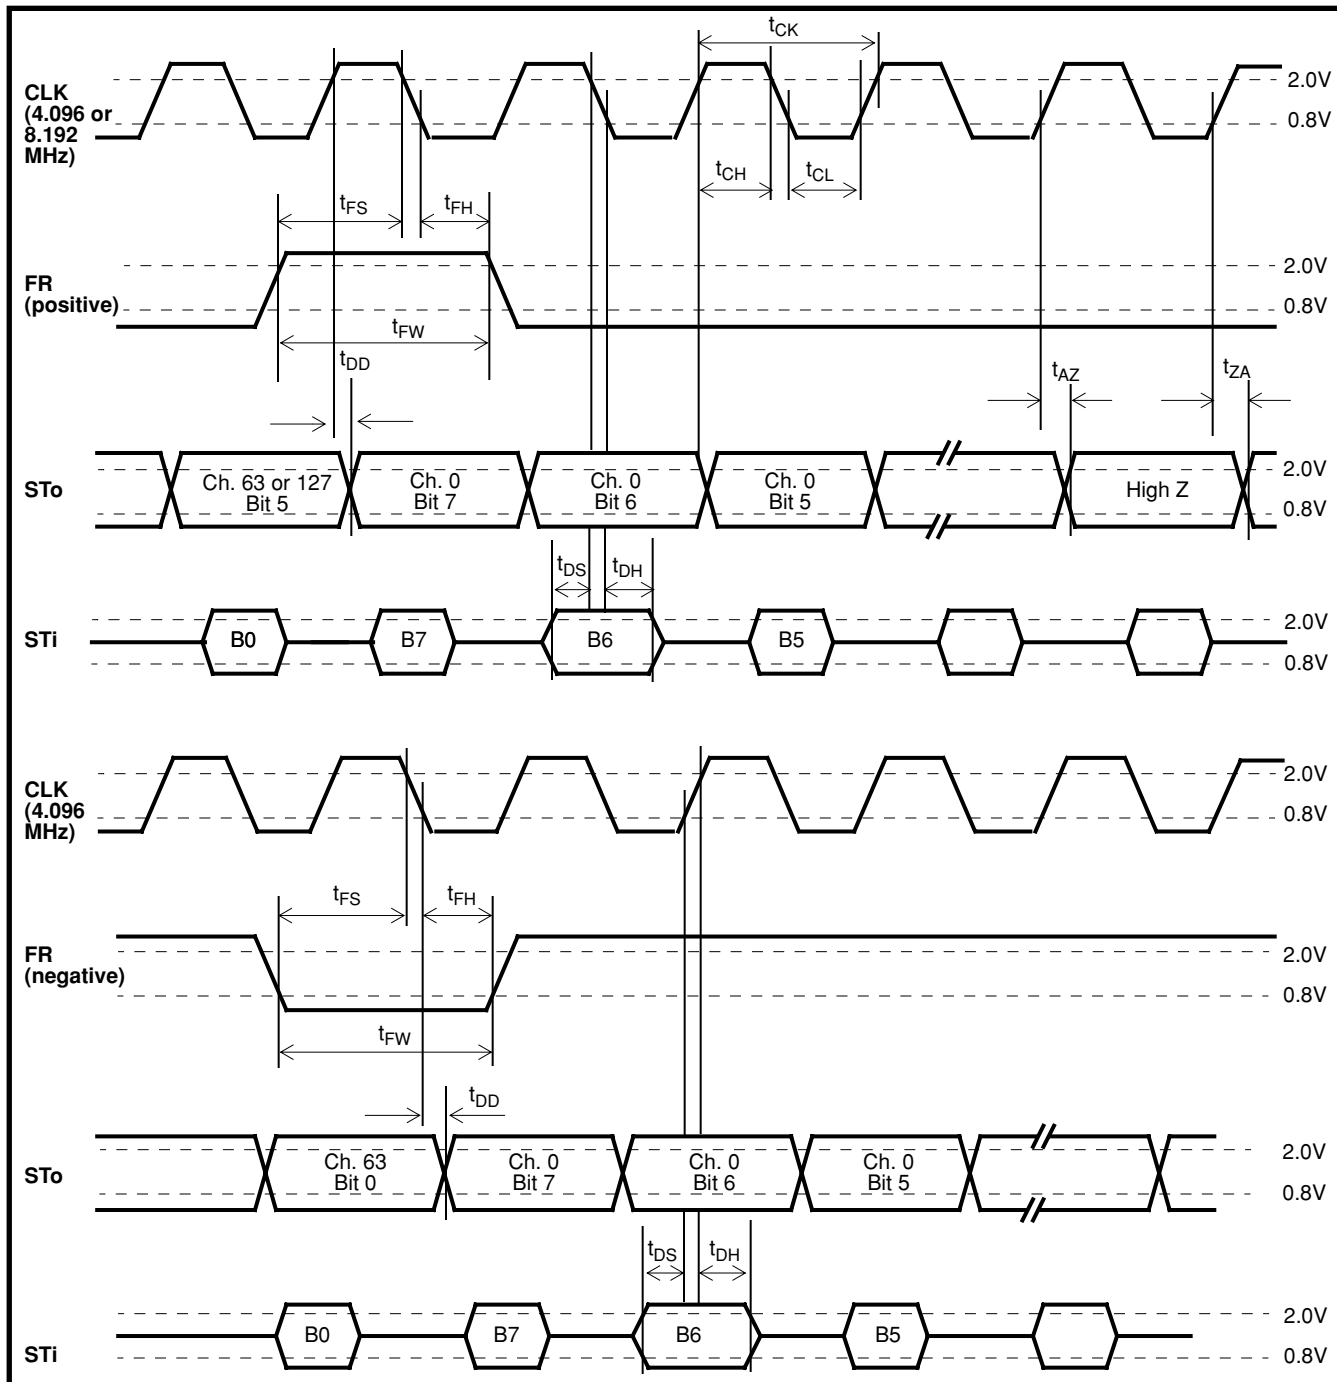 tCK
CLK
(4.096 or
8.192
MHz)
2.0V
0.8V
tCH
tCL
tFS
tFH
FR
(positive)
2.0V
0.8V
tFW
tDD
tAZ
tZA
STo
Ch. 63 or 127
Bit 5
Ch. 0
Bit 7
Ch. 0
Bit 6
Ch. 0
Bit 5
High Z
2.0V
0.8V
tDS
tDH
STi
B0
B7
B6
B5
2.0V
0.8V
CLK
(4.096
MHz)
2.0V
0.8V
tFS
tFH
FR
(negative)
2.0V
0.8V
tFW
tDD
STo
Ch. 63
Bit 0
Ch. 0
Bit 7
Ch. 0
Bit 6
Ch. 0
Bit 5
2.0V
0.8V
tDS
tDH
STi
B0
B7
B6
B5
2.0V
0.8V